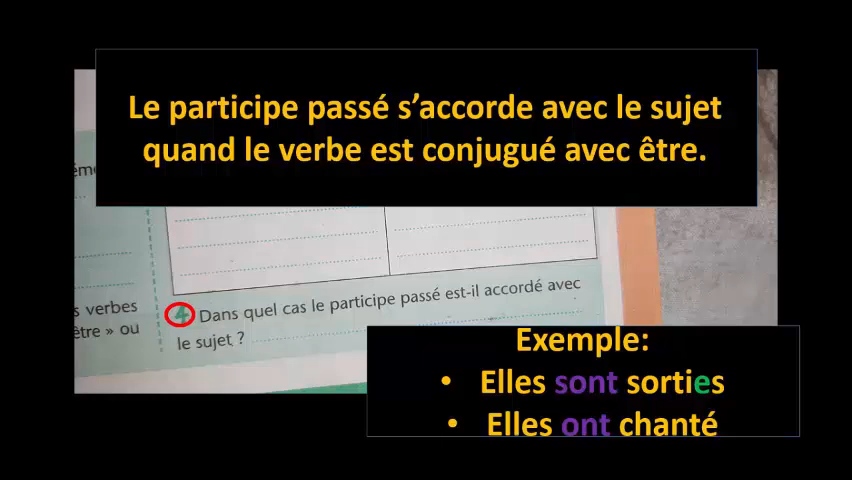 Le participe passé s'accorde avec le sujet
quand le verbe est conjugué avec être.
s verbes
être » ou
4 Dans quel cas le participe passé est-il accordé avec
le sujet ?
Exemple:
• Elles sont sorties
• Elles ont chanté